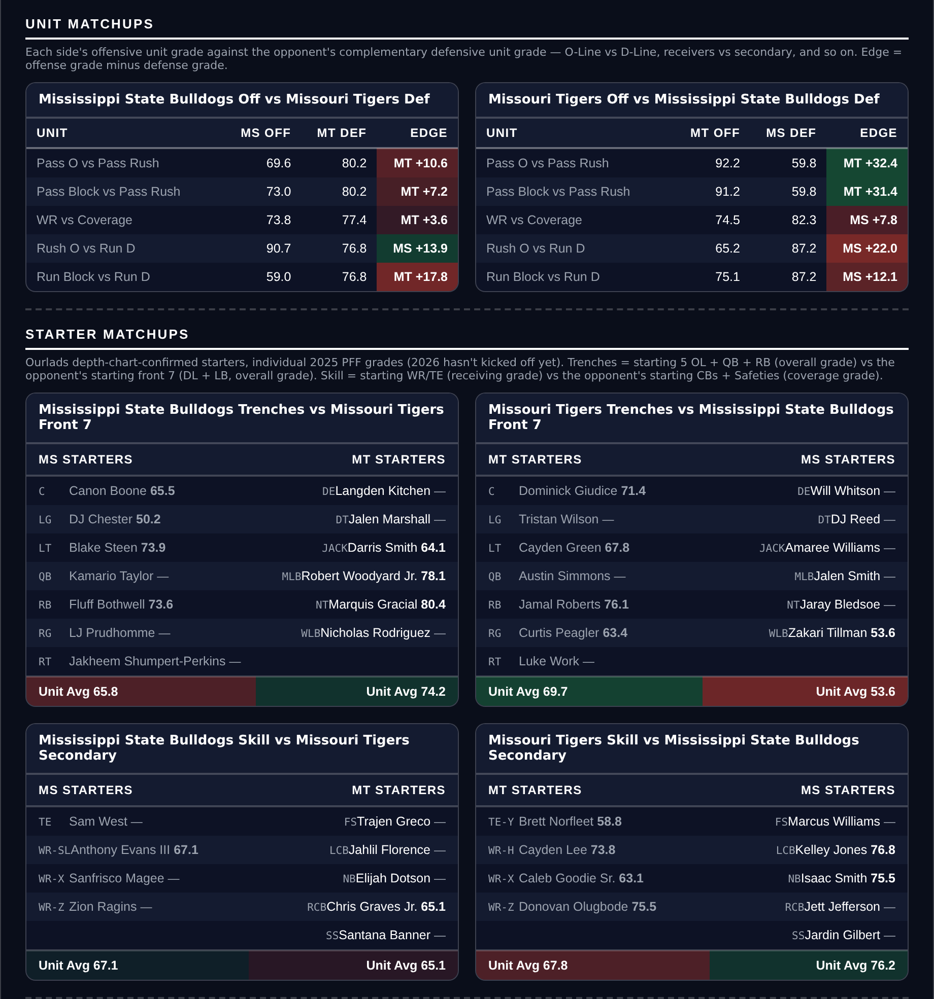 UNIT MATCHUPS
Each side's offensive unit grade against the opponent's complementary defensive unit grade — O-Line vs D-Line, receivers vs secondary, and so on. Edge =
offense grade minus defense grade.
Mississippi State Bulldogs Off vs Missouri Tigers Def
UNIT MS OFF MT DEF EDGE
Pass O vs Pass Rush 69.6 80.2 MT +10.6
Pass Block vs Pass Rush 73.0 80.2 MT +7.2
WR vs Coverage 73.8 77.4 MT +3.6
Rush O vs Run D 90.7 76.8 MS +13.9
Run Block vs Run D 59.0 76.8 MT +17.8
Missouri Tigers Off vs Mississippi State Bulldogs Def
UNIT MT OFF MS DEF EDGE
Pass O vs Pass Rush 92.2 59.8 MT +32.4
Pass Block vs Pass Rush 91.2 59.8 MT +31.4
WR vs Coverage 74.5 82.3 MS +7.8
Rush O vs Run D 65.2 87.2 MS +22.0
Run Block vs Run D 75.1 87.2 MS +12.1
STARTER MATCHUPS
Ourlads depth-chart-confirmed starters, individual 2025 PFF grades (2026 hasn't kicked off yet). Trenches = starting 5 OL + QB + RB (overall grade) vs the
opponent's starting front 7 (DL + LB, overall grade). Skill = starting WR/TE (receiving grade) vs the opponent's starting CBs + Safeties (coverage grade).
Mississippi State Bulldogs Trenches vs Missouri Tigers
Front 7
MS STARTERS MT STARTERS
C Canon Boone 65.5 DELangden Kitchen —
LG DJ Chester 50.2 DTJalen Marshall —
LT Blake Steen 73.9 JACKDarris Smith 64.1
QB Kamario Taylor — MLBRobert Woodyard Jr. 78.1
RB Fluff Bothwell 73.6 NTMarquis Gracial 80.4
RG LJ Prudhomme — WLBNicholas Rodriguez —
RT Jakheem Shumpert-Perkins —
Unit Avg 65.8 Unit Avg 74.2
Missouri Tigers Trenches vs Mississippi State Bulldogs
Front 7
MT STARTERS MS STARTERS
C Dominick Giudice 71.4 DEWill Whitson —
LG Tristan Wilson — DTDJ Reed —
LT Cayden Green 67.8 JACKAmaree Williams —
QB Austin Simmons — MLBJalen Smith —
RB Jamal Roberts 76.1 NTJaray Bledsoe —
RG Curtis Peagler 63.4 WLBZakari Tillman 53.6
RT Luke Work —
Unit Avg 69.7 Unit Avg 53.6
Mississippi State Bulldogs Skill vs Missouri Tigers
Secondary
MS STARTERS MT STARTERS
TE Sam West — FSTrajen Greco —
WR-SLAnthony Evans III 67.1 LCBJahlil Florence —
WR-X Sanfrisco Magee — NBElijah Dotson —
WR-Z Zion Ragins — RCBChris Graves Jr. 65.1
SSSantana Banner —
Unit Avg 67.1 Unit Avg 65.1
Missouri Tigers Skill vs Mississippi State Bulldogs
Secondary
MT STARTERS MS STARTERS
TE-Y Brett Norfleet 58.8 FSMarcus Williams —
WR-H Cayden Lee 73.8 LCBKelley Jones 76.8
WR-X Caleb Goodie Sr. 63.1 NBIsaac Smith 75.5
WR-Z Donovan Olugbode 75.5 RCBJett Jefferson —
SSJardin Gilbert —
Unit Avg 67.8 Unit Avg 76.2